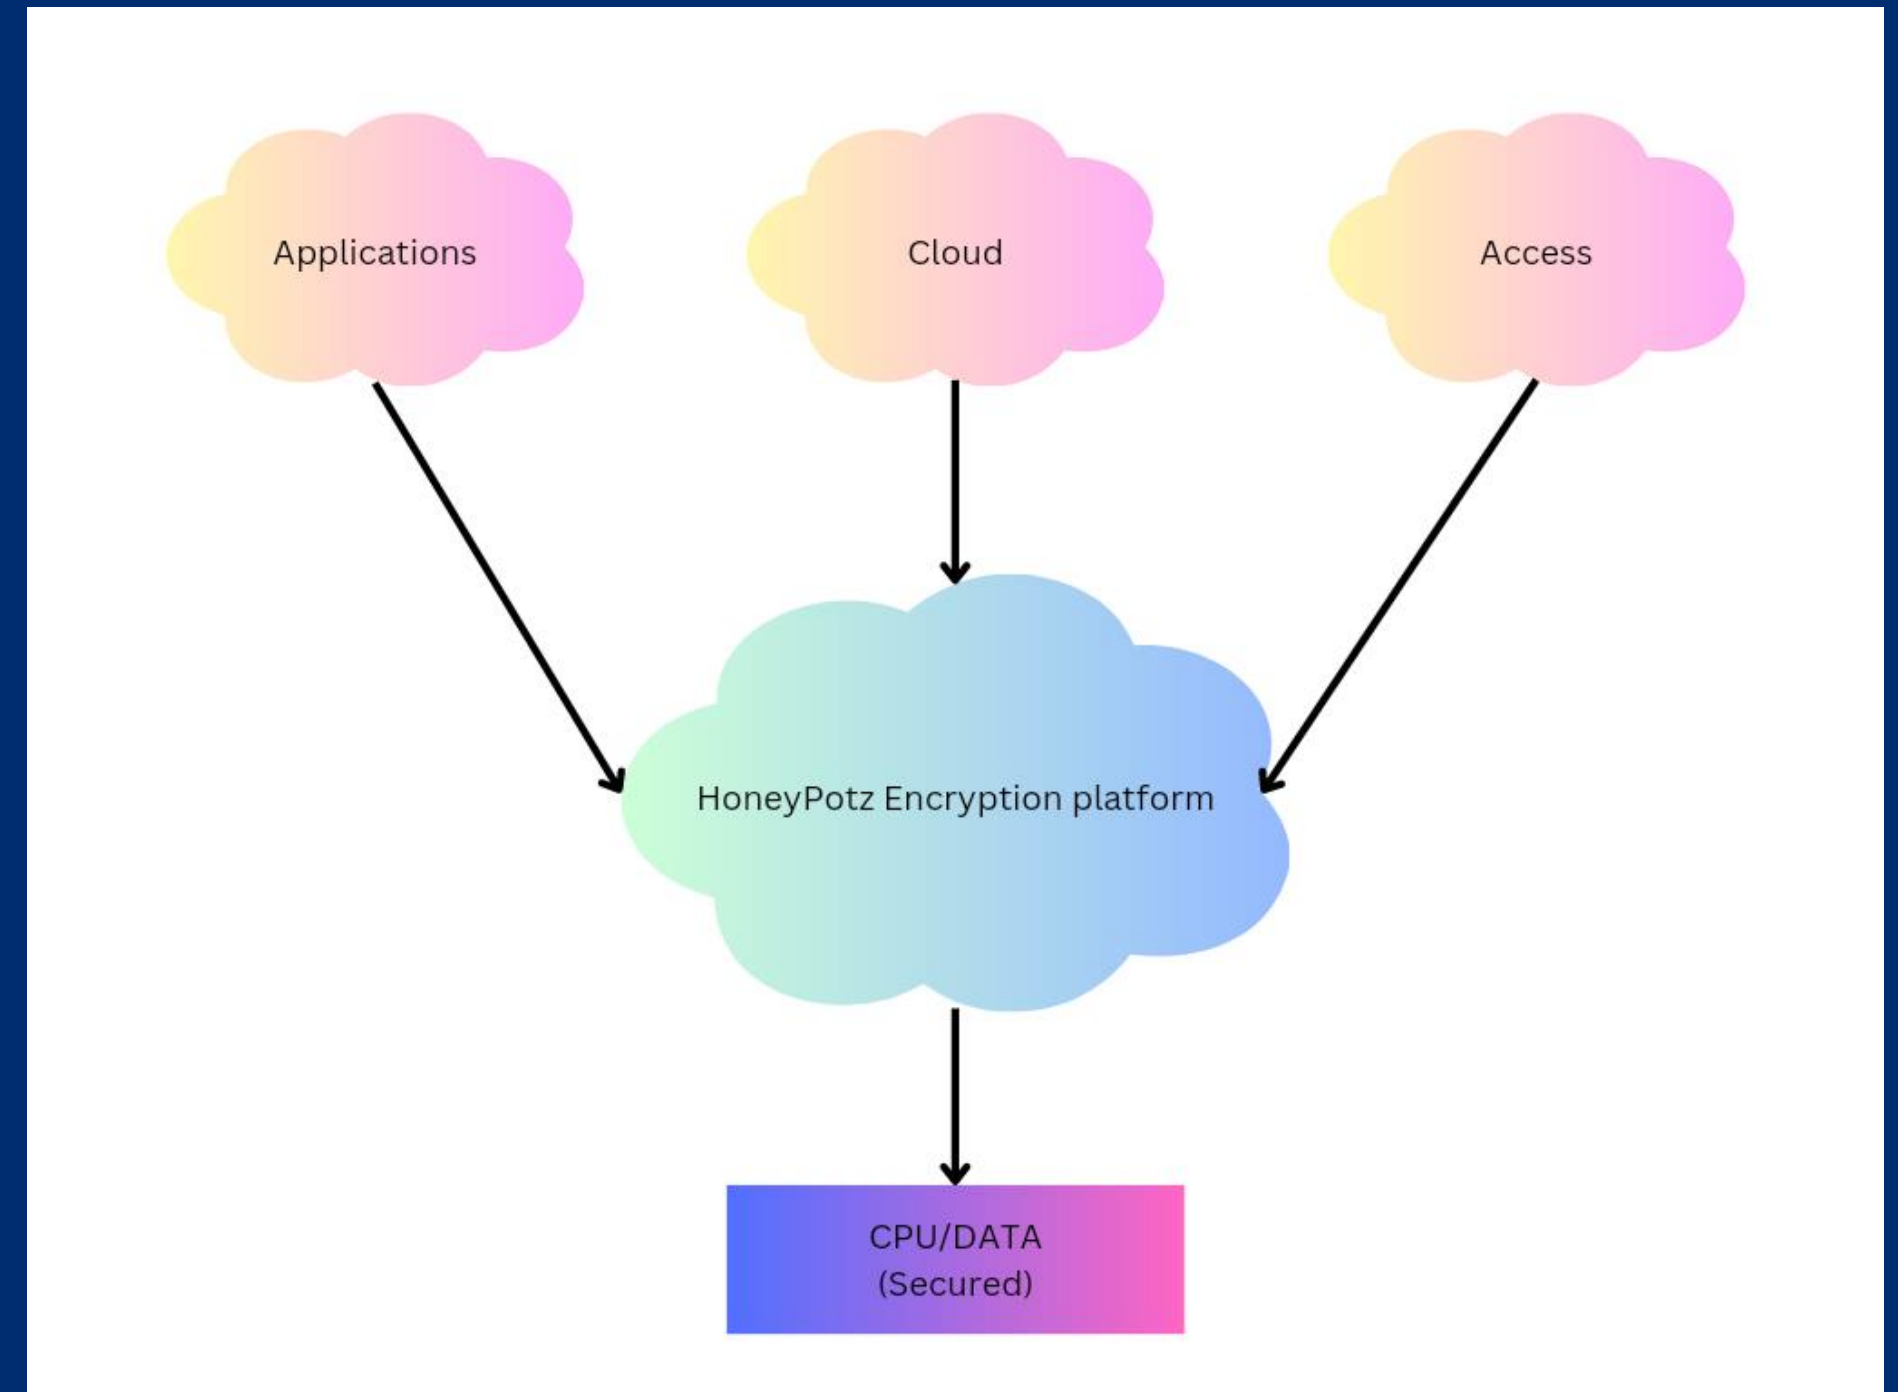 Applications
Cloud
Access
HoneyPotz Encryption platform
CPU/DATA
(Secured)